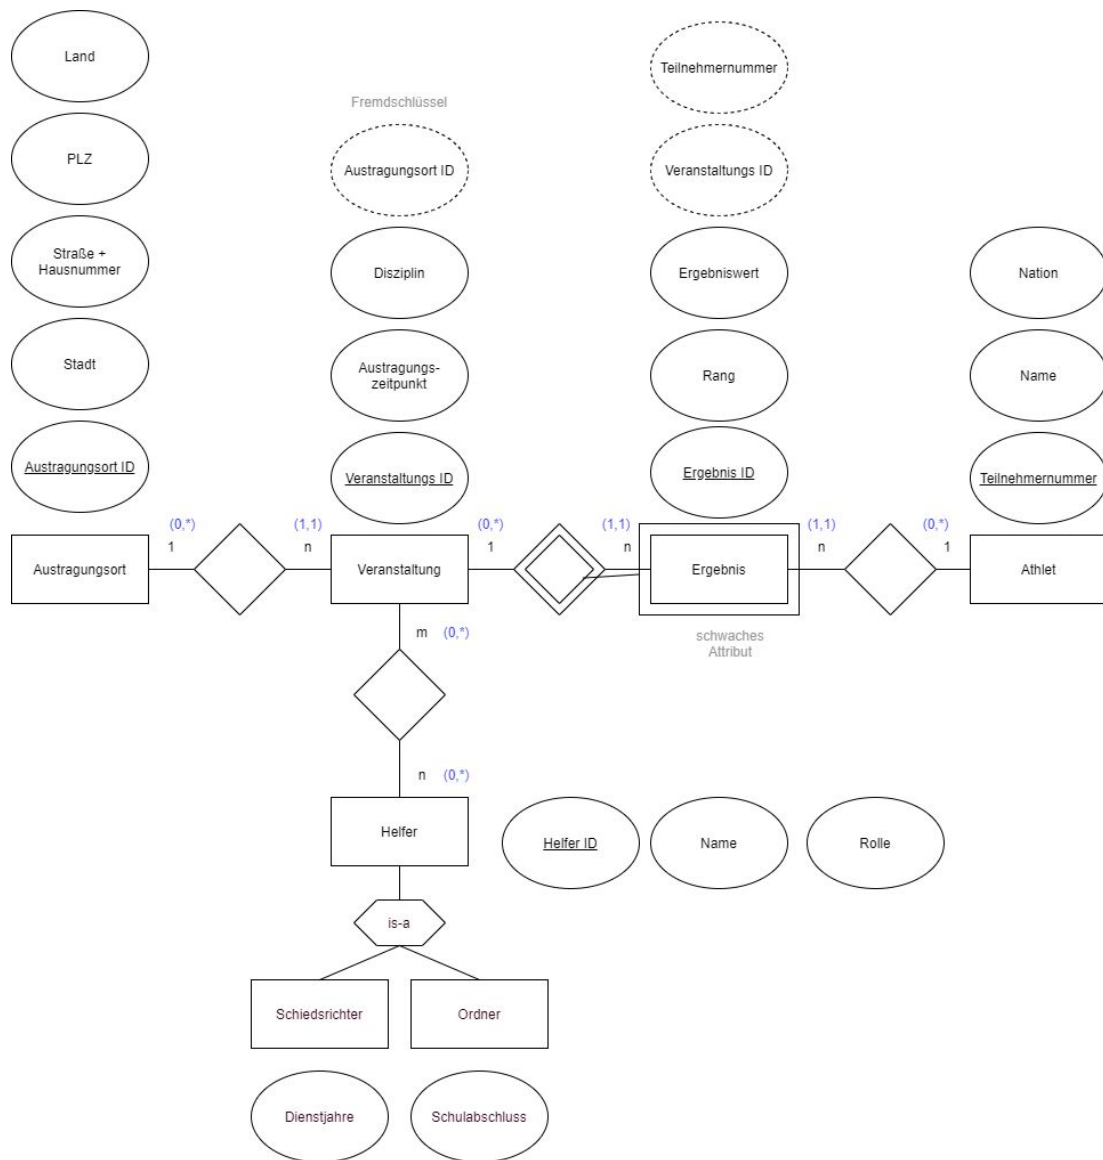 Land
PLZ
Straße +
Hausnummer
Stadt
Austragungsort ID
Fremdschlüssel
Austragungsort ID
Disziplin
Austragungs-
zeitpunkt
Veranstaltungs ID
Teilnehmernummer
Veranstaltungs ID
Ergebniswert
Rang
Ergebnis ID
Nation
Name
Teilnehmernummer
(0,*)
1
(1,1)
n
(0,*)
1
(1,1)
n
(1,1)
n
(0,*)
1
Austragungsort
Veranstaltung
Ergebnis
Athlet
schwaches
Attribut
m (0,*)
n (0,*)
Helfer
Helfer ID
Name
Rolle
is-a
Schiedsrichter
Ordner
Dienstjahre
Schulabschluss